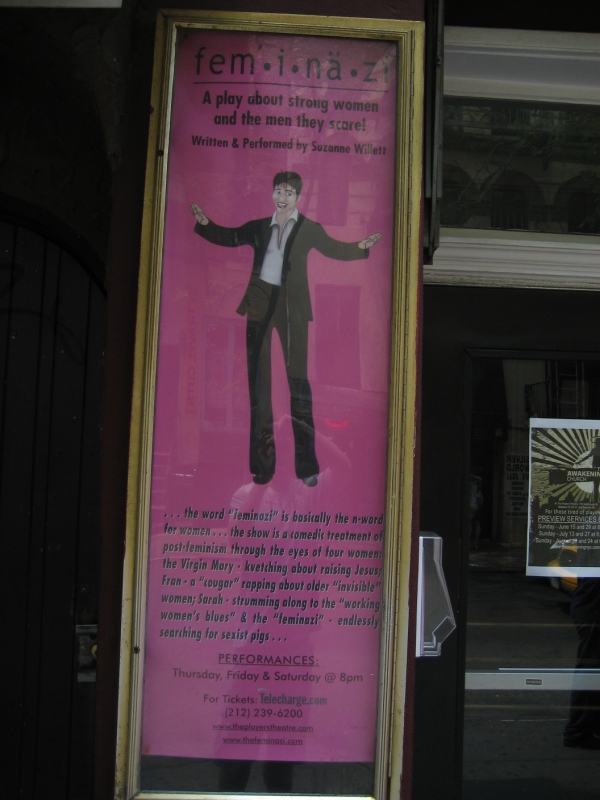 fem•i•nä•zi
A play about strong women
and the men they scare!
Written & Performed by Suzanne Willett
. . . the word "feminazi" is basically the n-word
for women . . . the show is a comedic treatment of
post-feminism through the eyes of four women:
the Virgin Mary - kvetching about raising Jesus;
Fran - a "cougar" rapping about older "invisible"
women; Sarah - strumming along to the "working
women's blues" & the "feminazi" - endlessly
searching for sexist pigs . . .
PERFORMANCES:
Thursday, Friday & Saturday @ 8pm
For Tickets: Telecharge.com
(212) 239-6200
www.theplayerstheatre.com
www.thefeminazi.com
AWAKENIN
CHURCH
PREVIEW SERVICES